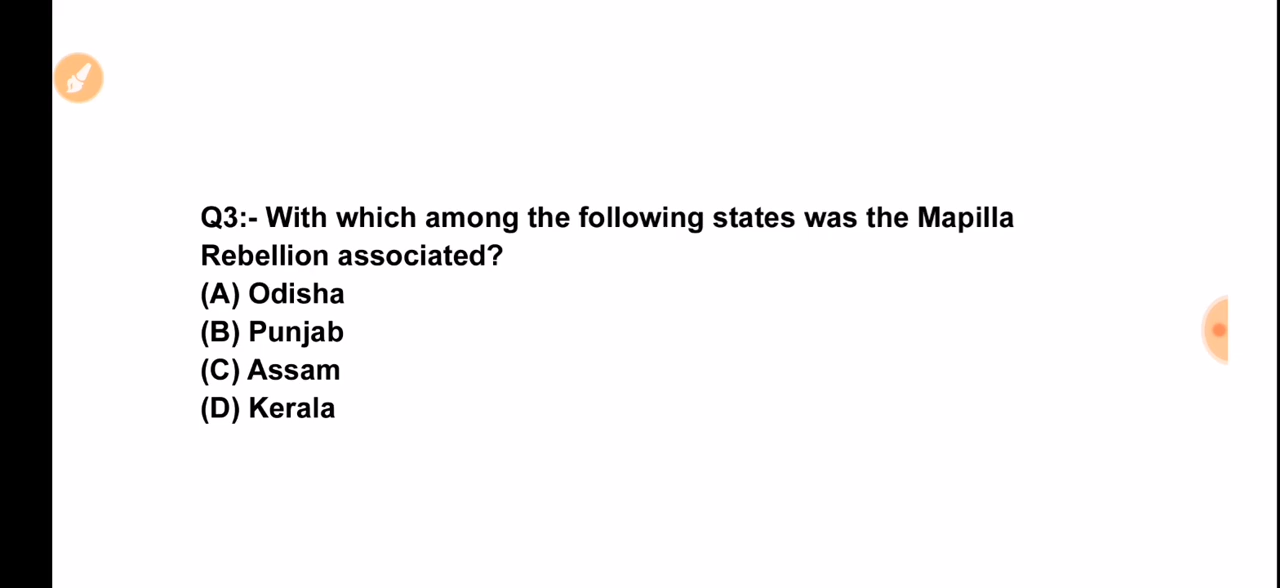 Q3:- With which among the following states was the Mapilla
Rebellion associated?
(A) Odisha
(B) Punjab
(C) Assam
(D) Kerala